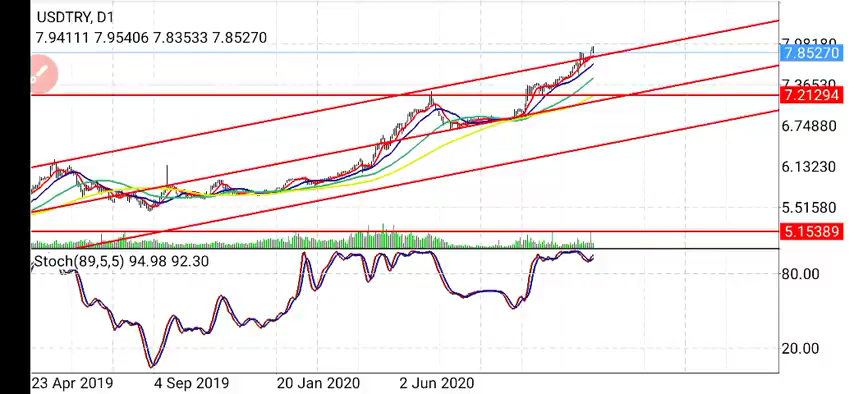 USDTRY, D1
7.94111 7.95406 7.83533 7.85270
7.85270
7.21294
6.74880
6.13230
5.51580
5.15389
Stoch(89,5,5) 94.98 92.30
80.00
20.00
23 Apr 2019 4 Sep 2019 20 Jan 2020 2 Jun 2020